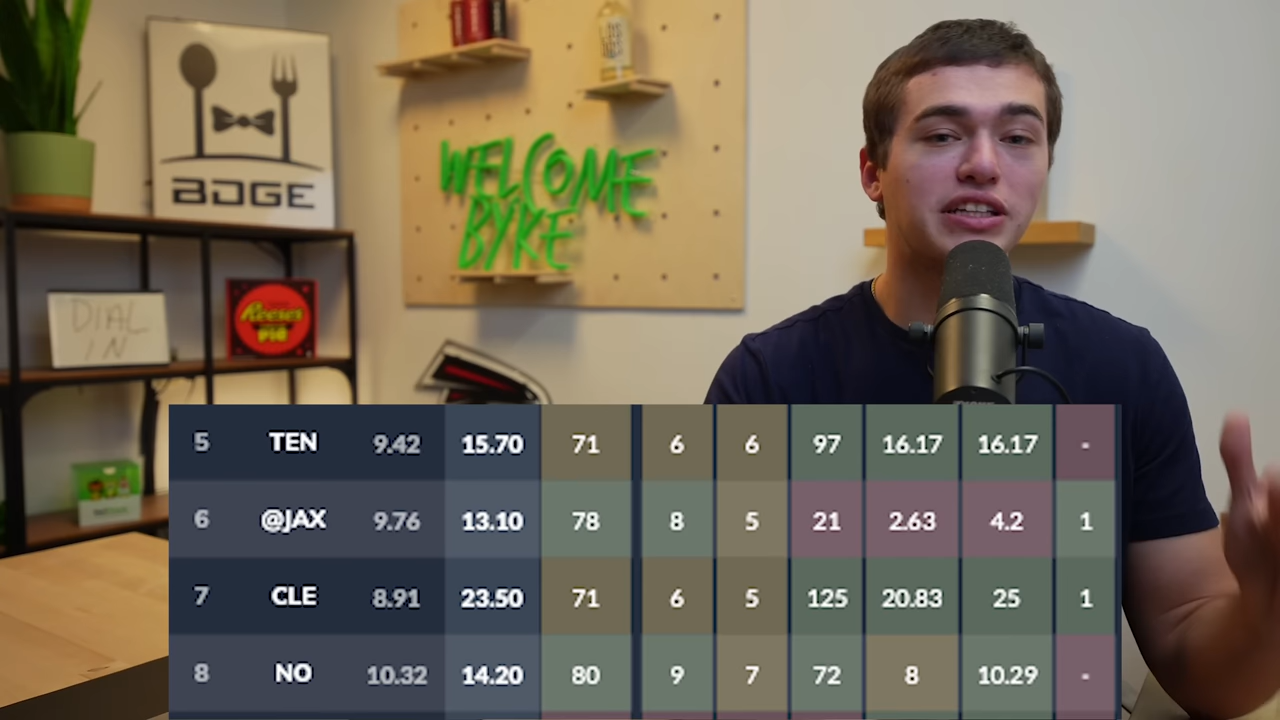 BDGE
WELCOME
BYKE
DIAL
IN
Reese's
PIE
5 TEN 9.42 15.70 71 6 6 97 16.17 16.17 -
6 @JAX 9.76 13.10 78 8 5 21 2.63 4.2 1
7 CLE 8.91 23.50 71 6 5 125 20.83 25 1
8 NO 10.32 14.20 80 9 7 72 8 10.29 -